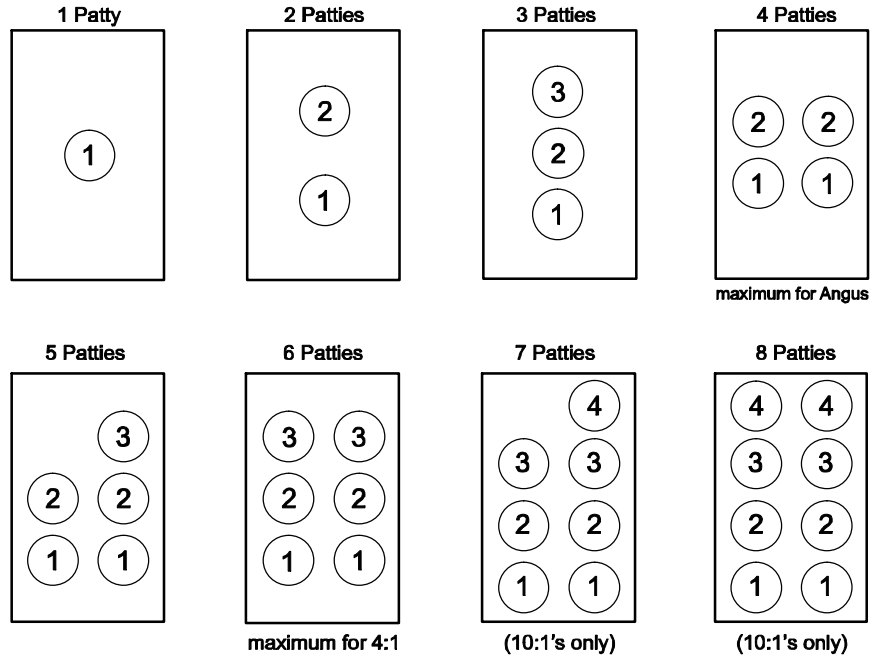 1 Patty
2 Patties
3 Patties
4 Patties
1
2
1
3
2
1
2 2
1 1
maximum for Angus
5 Patties
6 Patties
7 Patties
8 Patties
3
2 2
1 1
3 3
2 2
1 1
4
3 3
2 2
1 1
4 4
3 3
2 2
1 1
maximum for 4:1
(10:1's only)
(10:1's only)